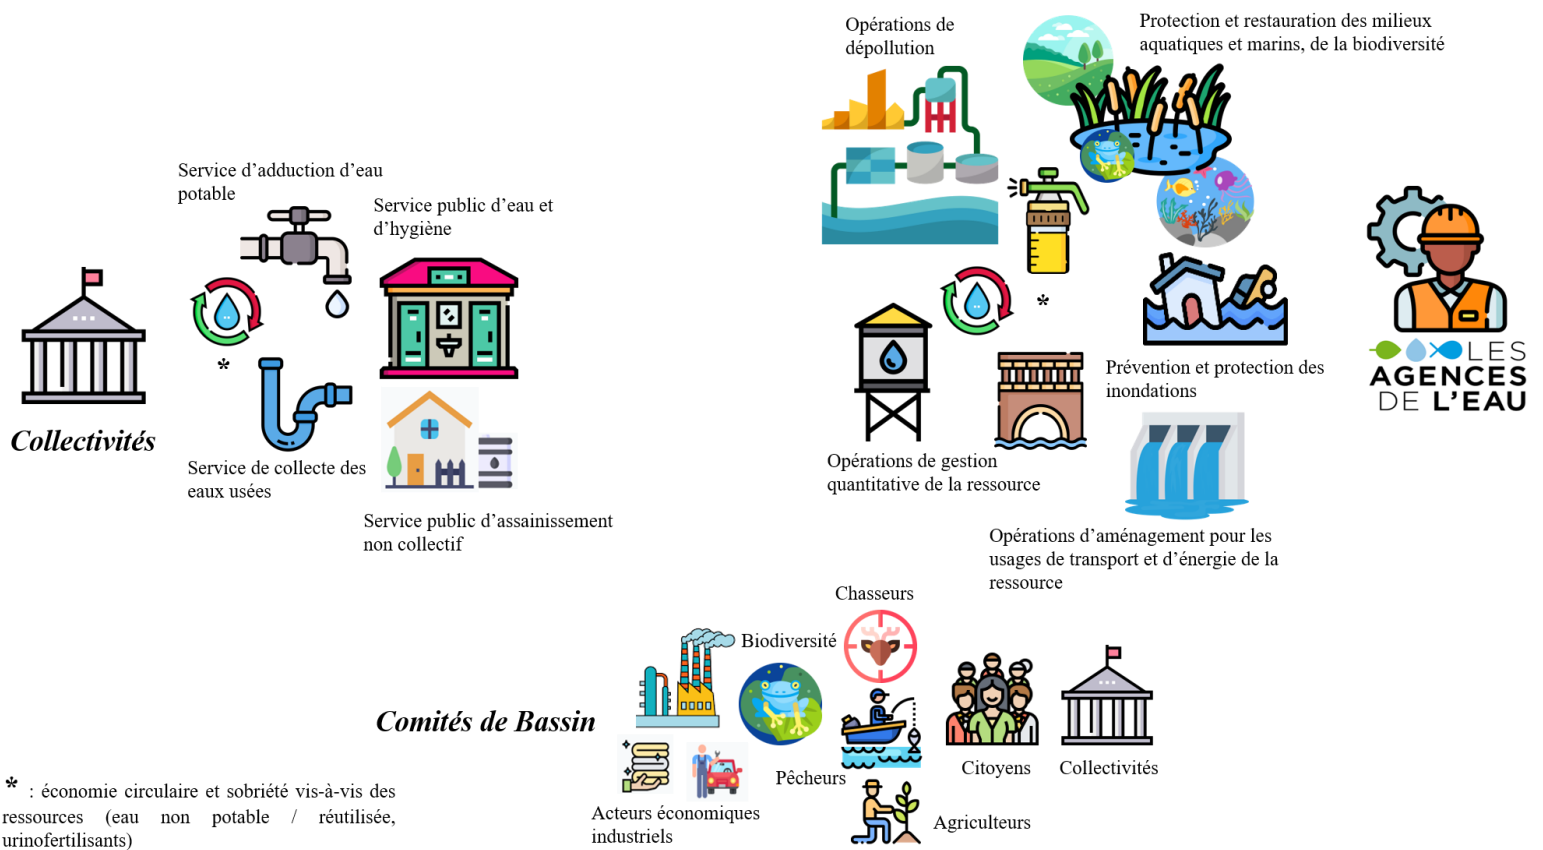 Opérations de
dépollution
Protection et restauration des milieux
aquatiques et marins, de la biodiversité
Service d’adduction d’eau
potable
Service public d’eau et
d’hygiène
*
*
Collectivités
Service de collecte des
eaux usées
Service public d’assainissement
non collectif
Prévention et protection des
inondations
LES
AGENCES
DE L’EAU
Opérations de gestion
quantitative de la ressource
Opérations d’aménagement pour les
usages de transport et d’énergie de la
ressource
Comités de Bassin
Chasseurs
Biodiversité
Pêcheurs
Citoyens
Collectivités
Acteurs économiques
industriels
Agriculteurs
* : économie circulaire et sobriété vis-à-vis des
ressources (eau non potable / réutilisée,
urinofertilisants)